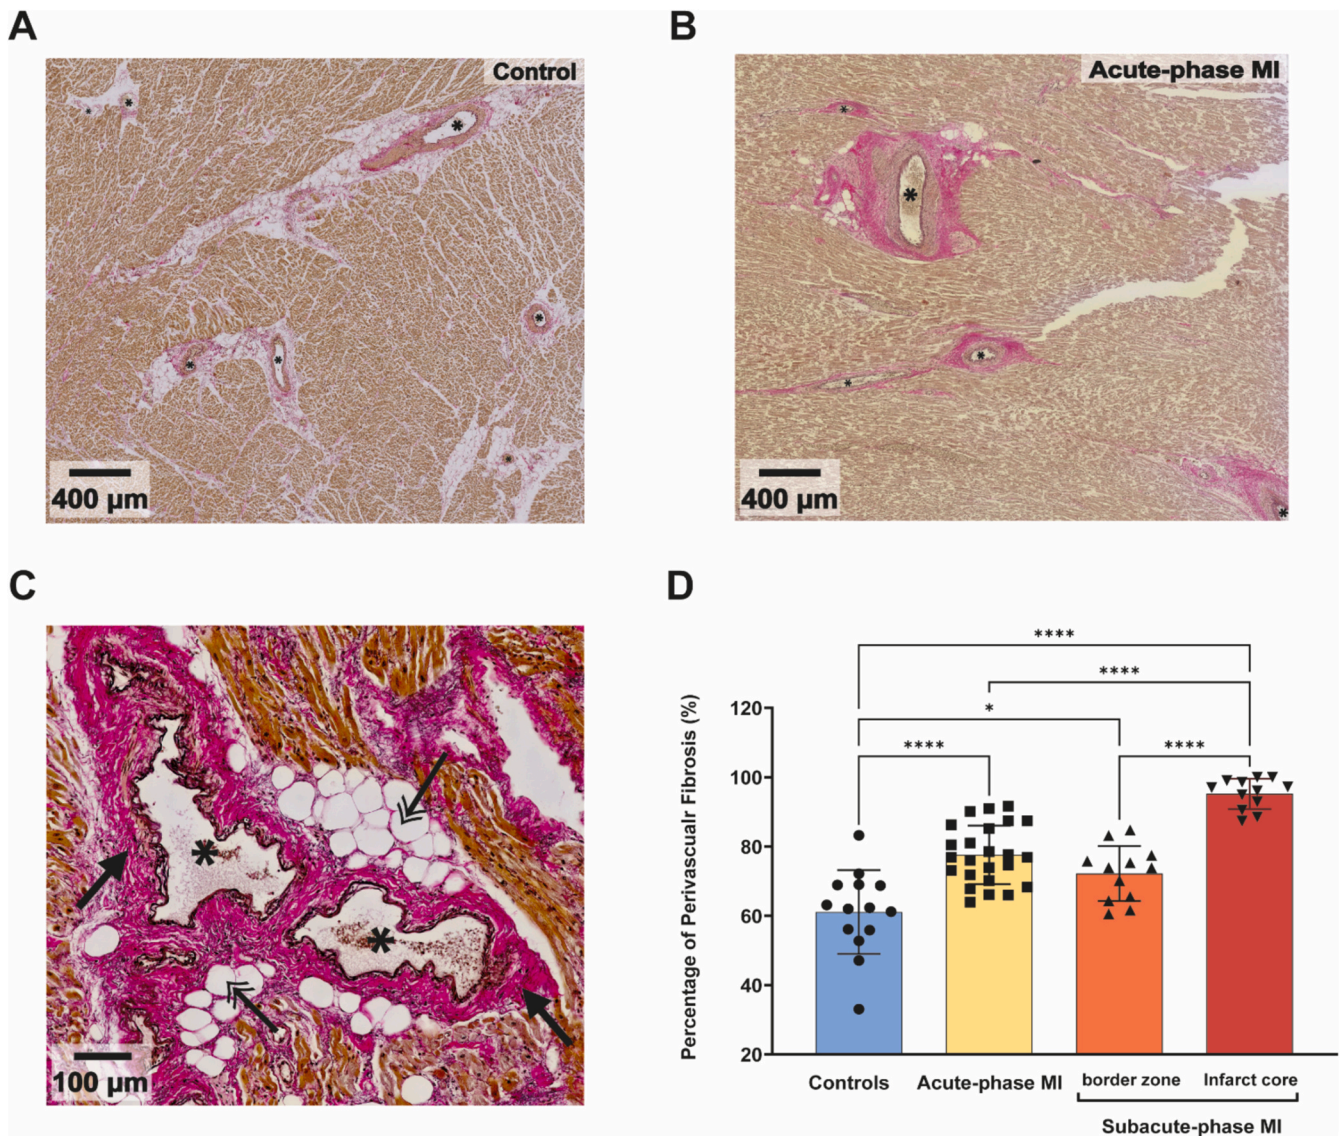 A
Control
400 µm
B
Acute-phase MI
400 µm
C
100 µm
D
Percentage of Perivascualr Fibrosis (%)
120
100
80
60
40
20
****
****
*
****
****
Controls
Acute-phase MI
border zone
Infarct core
Subacute-phase MI